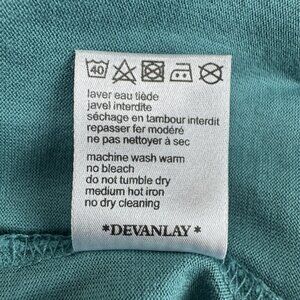 40
laver eau tiède
javel interdite
séchage en tambour interdit
repasser fer modéré
ne pas nettoyer à sec
machine wash warm
no bleach
do not tumble dry
medium hot iron
no dry cleaning
*DEVANLAY*